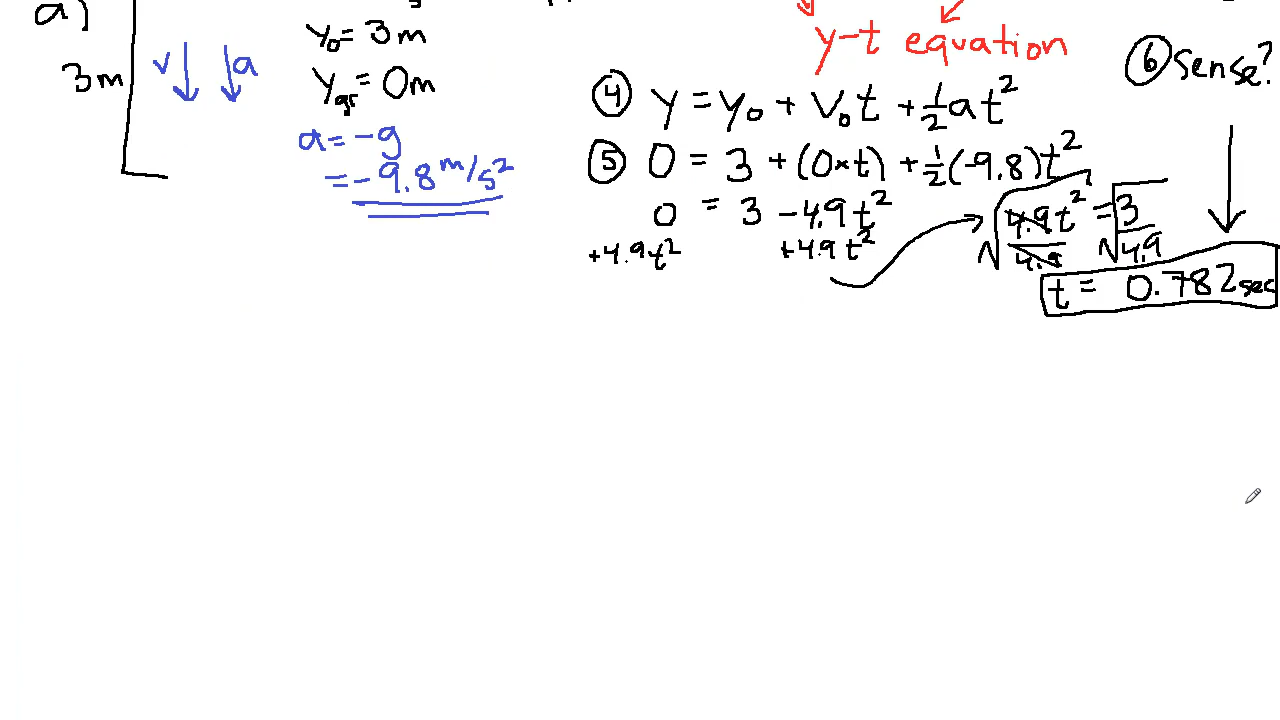 a)
3m
v a
y₀ = 3m
y_gr = 0m
a = -g
= -9.8 m/s²
y-t equation
④ y = y₀ + v₀t + ½at²
⑤ 0 = 3 + (0×t) + ½(-9.8)t²
0 = 3 - 4.9t²
+4.9t² +4.9t²
√4.9t²/4.9 = √3/4.9
t = 0.782 sec
⑥ sense?